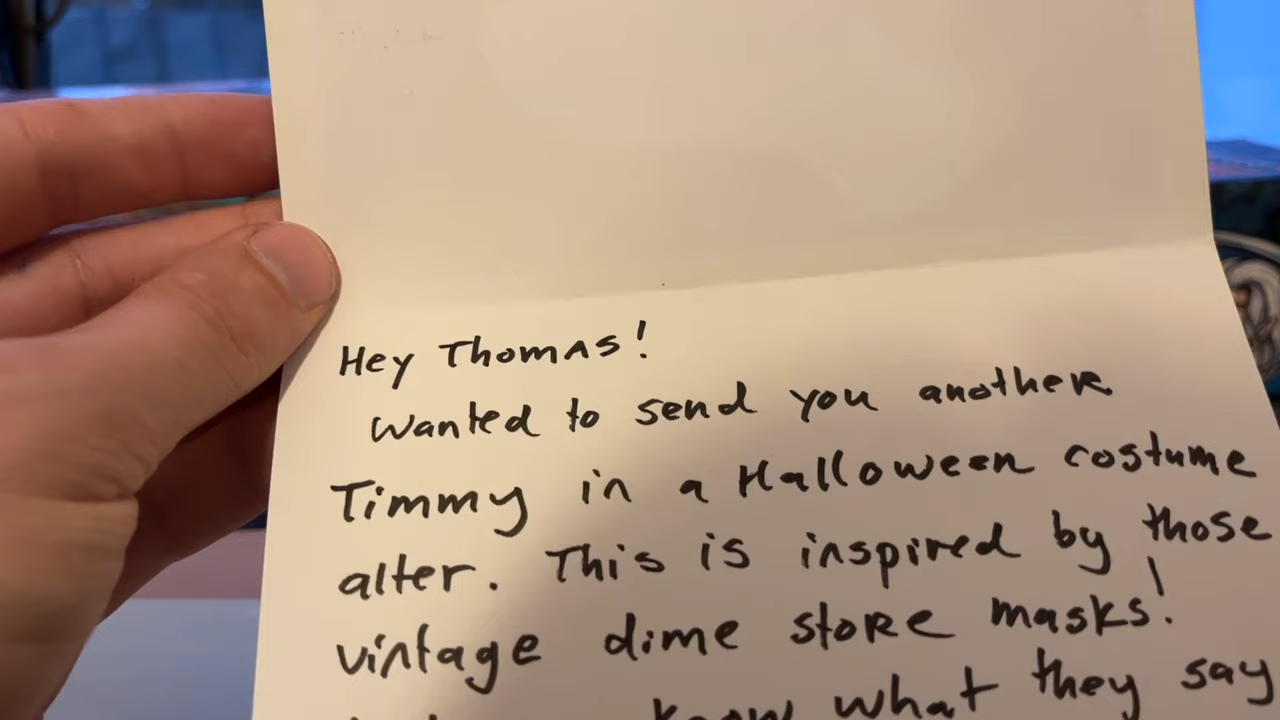 Hey Thomas!
Wanted to send you another
Timmy in a Halloween costume
alter. This is inspired by those
vintage dime store masks!
know what they say